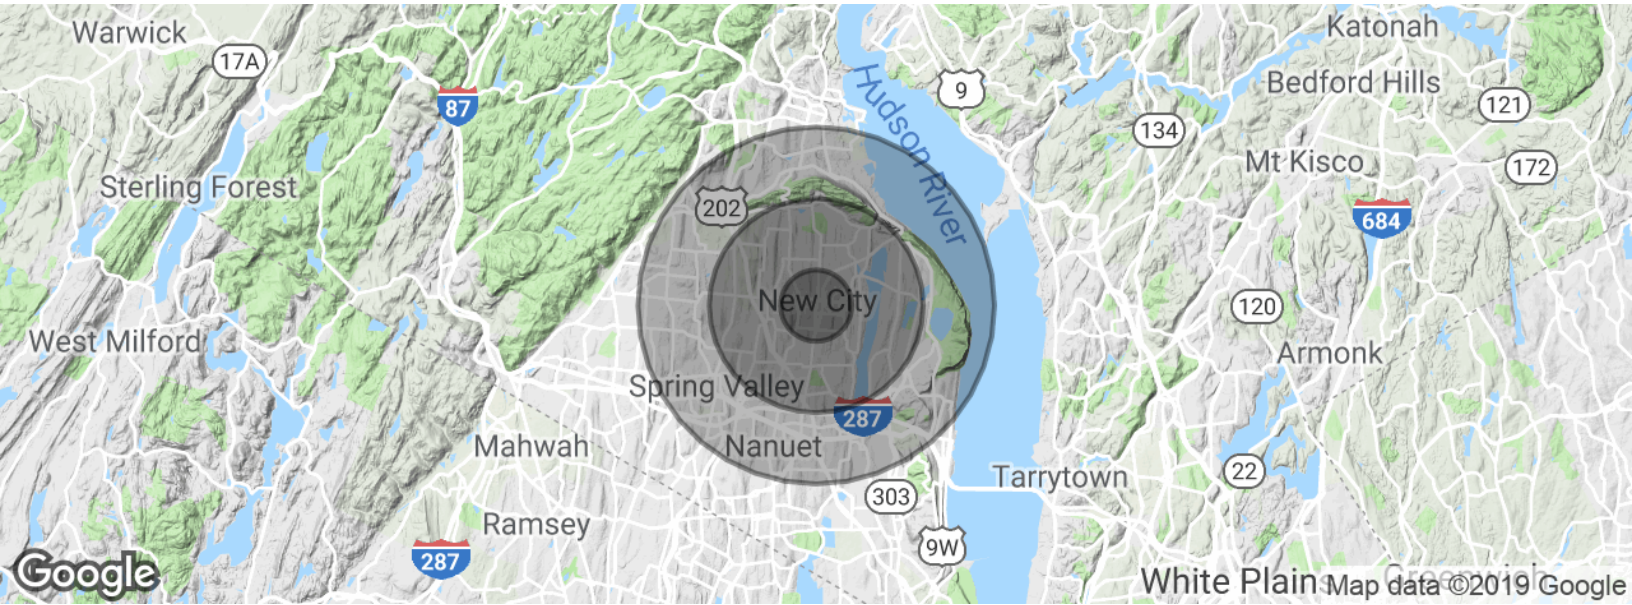 Warwick
Katonah
17A
Bedford Hills
9
87
121
Hudson River
134
Mt Kisco
172
Sterling Forest
202
684
New City
120
West Milford
Armonk
Spring Valley
287
Mahwah
Nanuet
22
Tarrytown
303
Ramsey
9W
287
Google
White Plains
Map data ©2019 Google